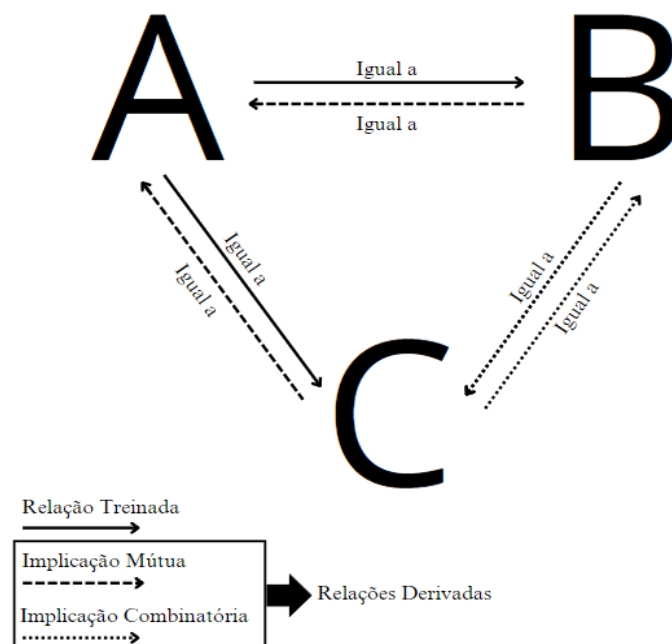 A
B
Igual a
Igual a
Igual a
Igual a
Igual a
Igual a
C
Relação Treinada
Implicação Mútua
Implicação Combinatória
Relações Derivadas